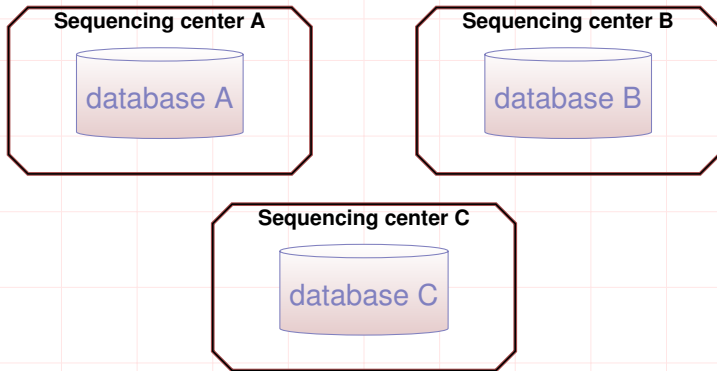 Sequencing center A
Sequencing center B
database A
database B
Sequencing center C
database C